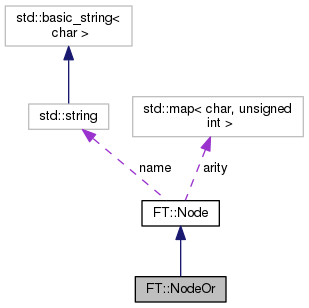 std::basic_string<
char >
std::string
std::map< char, unsigned
int >
name
arity
FT::Node
FT::NodeOr